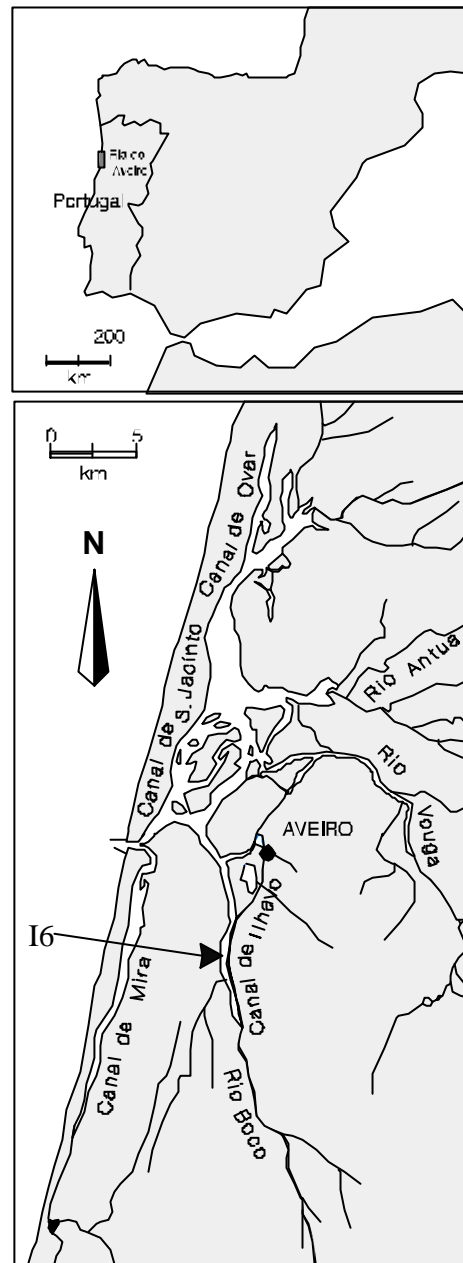 Ria de
Aveiro
Portugal
200
km
0 5
km
N
Canal de Ovar
Canal de S. Jacinto
Rio Antua
Rio
Vouga
AVEIRO
I6
Canal de Ilhavo
Canal de Mira
Rio Boco